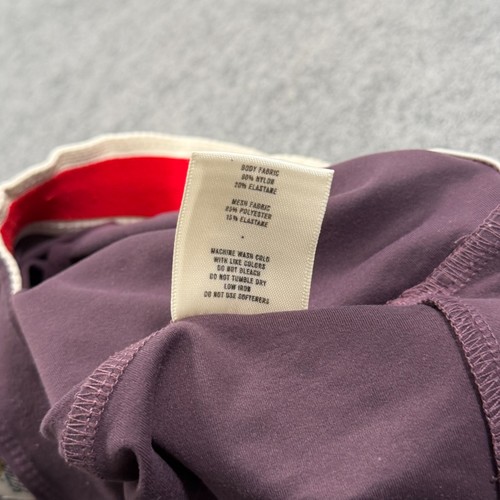 BODY FABRIC
80% NYLON
20% ELASTANE
MESH FABRIC
85% POLYESTER
15% ELASTANE
MACHINE WASH COLD
WITH LIKE COLORS
DO NOT BLEACH
DO NOT TUMBLE DRY
LOW IRON
DO NOT USE SOFTENERS